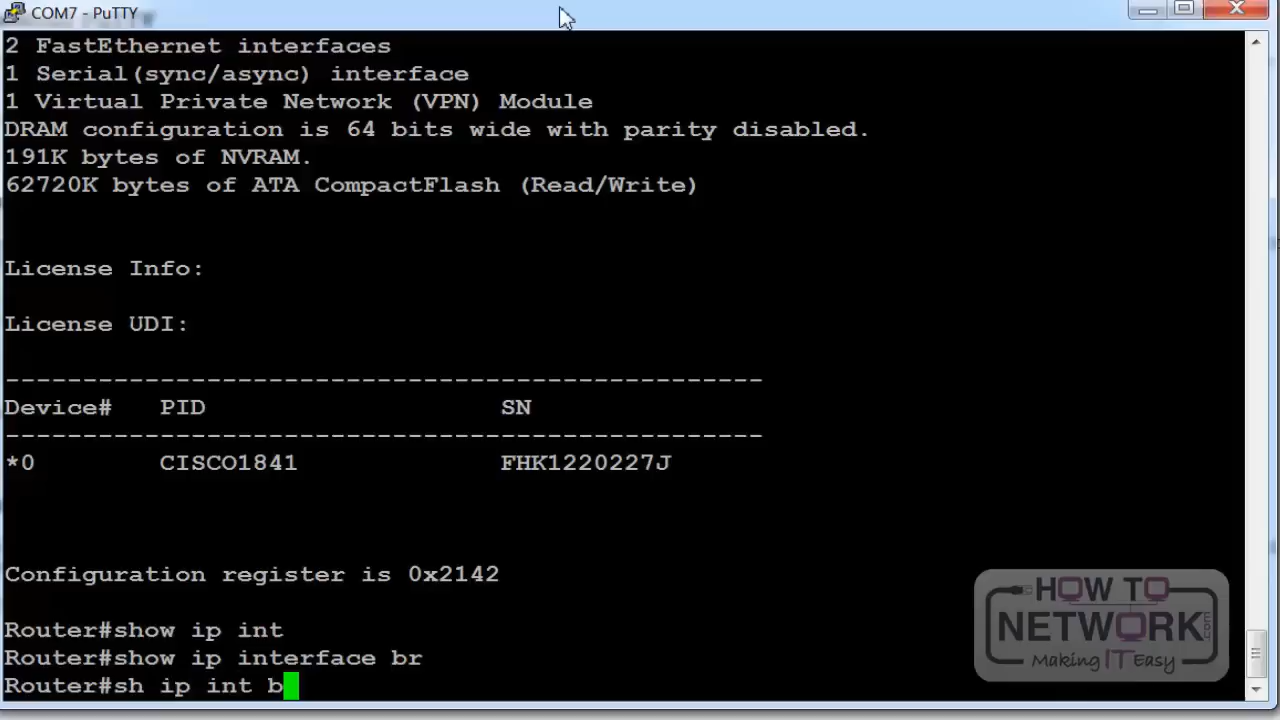 COM7 - PuTTY
2 FastEthernet interfaces
1 Serial(sync/async) interface
1 Virtual Private Network (VPN) Module
DRAM configuration is 64 bits wide with parity disabled.
191K bytes of NVRAM.
62720K bytes of ATA CompactFlash (Read/Write)
License Info:
License UDI:
-------------------------------------------------
Device# PID SN
-------------------------------------------------
*0 CISCO1841 FHK1220227J
Configuration register is 0x2142
Router#show ip int
Router#show ip interface br
Router#sh ip int b
HOW TO
NETWORK.com
Making IT Easy